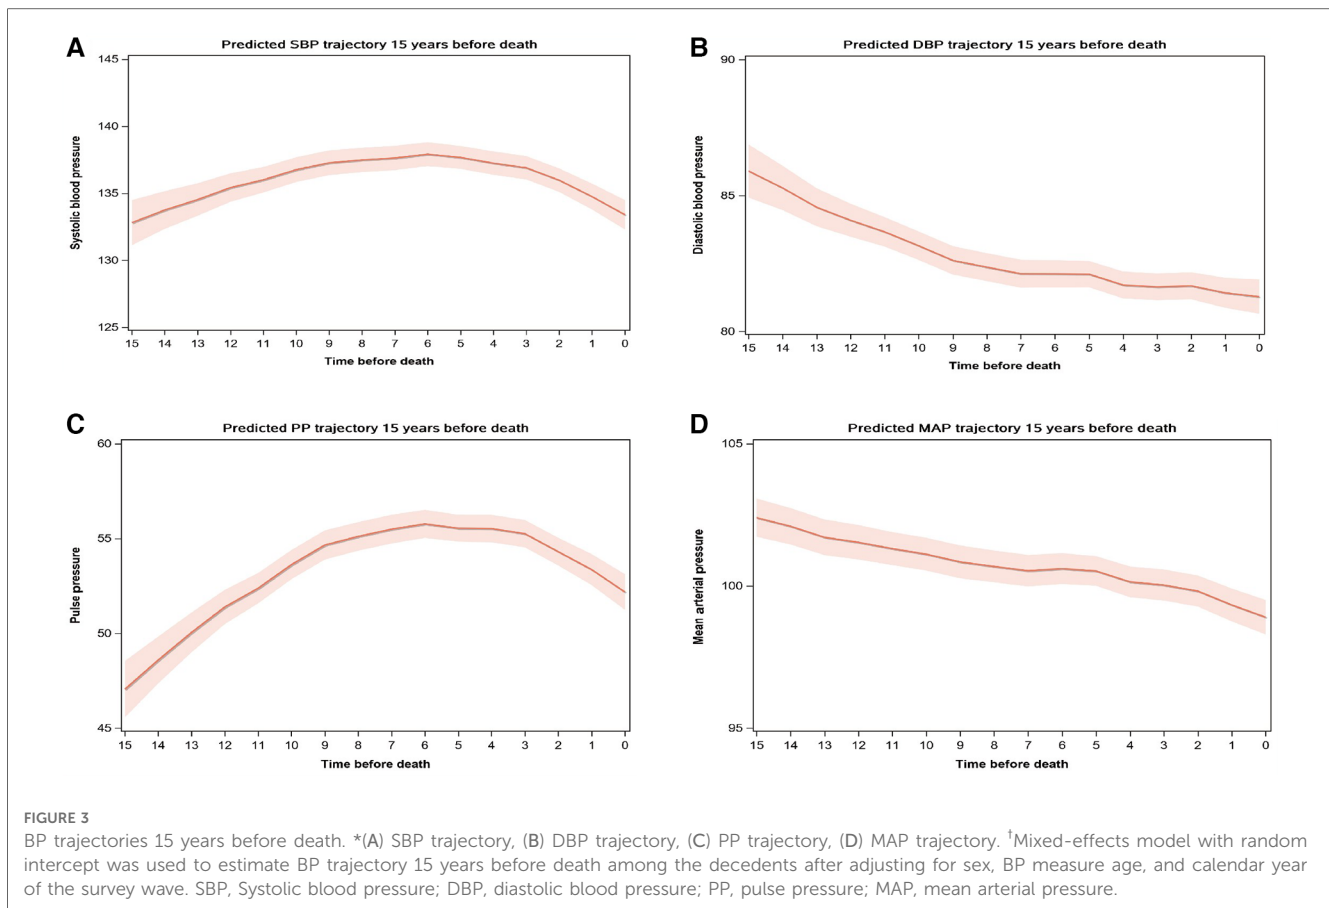 A
Predicted SBP trajectory 15 years before death
145
140
135
130
125
Systolic blood pressure
15 14 13 12 11 10 9 8 7 6 5 4 3 2 1 0
Time before death
B
Predicted DBP trajectory 15 years before death
90
85
80
Diastolic blood pressure
15 14 13 12 11 10 9 8 7 6 5 4 3 2 1 0
Time before death
C
Predicted PP trajectory 15 years before death
60
55
50
45
Pulse pressure
15 14 13 12 11 10 9 8 7 6 5 4 3 2 1 0
Time before death
D
Predicted MAP trajectory 15 years before death
105
100
95
Mean arterial pressure
15 14 13 12 11 10 9 8 7 6 5 4 3 2 1 0
Time before death
FIGURE 3
BP trajectories 15 years before death. *(A) SBP trajectory, (B) DBP trajectory, (C) PP trajectory, (D) MAP trajectory. †Mixed-effects model with random
intercept was used to estimate BP trajectory 15 years before death among the decedents after adjusting for sex, BP measure age, and calendar year
of the survey wave. SBP, Systolic blood pressure; DBP, diastolic blood pressure; PP, pulse pressure; MAP, mean arterial pressure.